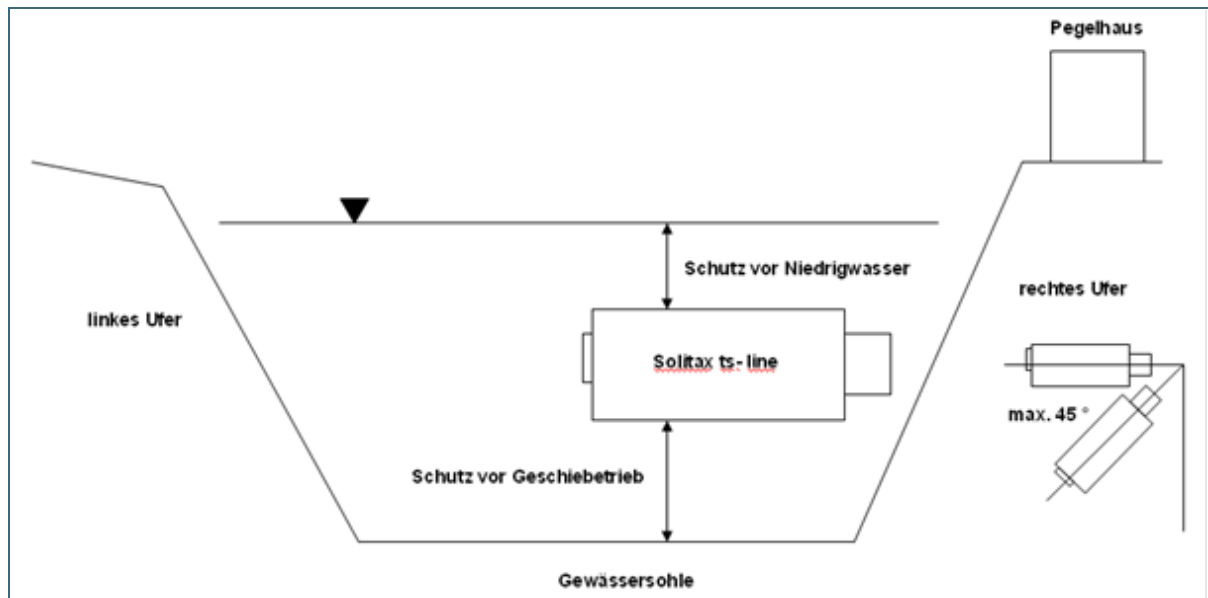 Pegelhaus
Schutz vor Niedrigwasser
rechtes Ufer
linkes Ufer
Solitax ts-line
max. 45 °
Schutz vor Geschiebetrieb
Gewässersohle